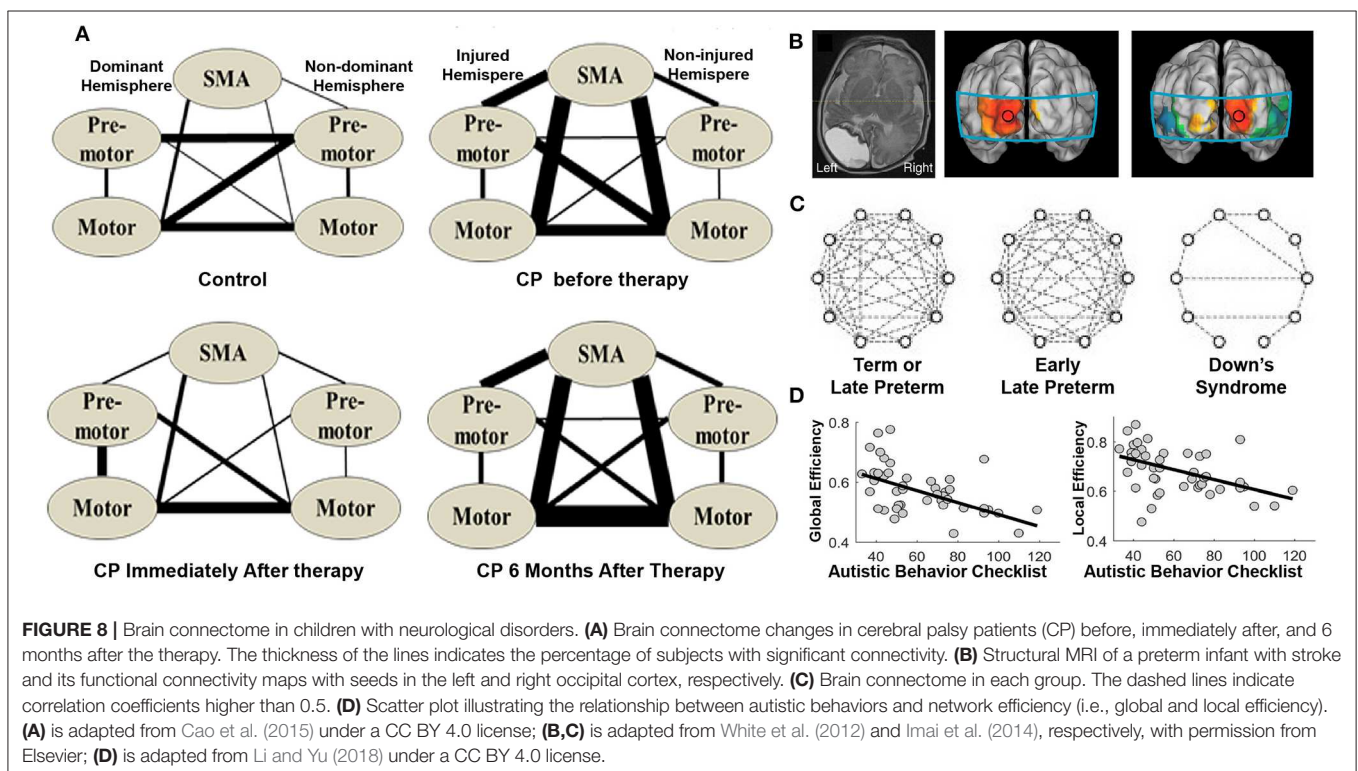 A
Dominant
Hemisphere
Non-dominant
Hemisphere
SMA
Pre-
motor
Pre-
motor
Motor
Motor
Control
Injured
Hemispere
Non-injured
Hemispere
SMA
Pre-
motor
Pre-
motor
Motor
Motor
CP before therapy
SMA
Pre-
motor
Pre-
motor
Motor
Motor
CP Immediately After therapy
SMA
Pre-
motor
Pre-
motor
Motor
Motor
CP 6 Months After Therapy
B
Left
Right
C
Term or
Late Preterm
Early
Late Preterm
Down's
Syndrome
D
Global Efficiency
0.8
0.6
0.4
40 60 80 100 120
Autistic Behavior Checklist
Local Efficiency
0.8
0.6
0.4
40 60 80 100 120
Autistic Behavior Checklist
FIGURE 8 | Brain connectome in children with neurological disorders. (A) Brain connectome changes in cerebral palsy patients (CP) before, immediately after, and 6
months after the therapy. The thickness of the lines indicates the percentage of subjects with significant connectivity. (B) Structural MRI of a preterm infant with stroke
and its functional connectivity maps with seeds in the left and right occipital cortex, respectively. (C) Brain connectome in each group. The dashed lines indicate
correlation coefficients higher than 0.5. (D) Scatter plot illustrating the relationship between autistic behaviors and network efficiency (i.e., global and local efficiency).
(A) is adapted from Cao et al. (2015) under a CC BY 4.0 license; (B,C) is adapted from White et al. (2012) and Imai et al. (2014), respectively, with permission from
Elsevier; (D) is adapted from Li and Yu (2018) under a CC BY 4.0 license.